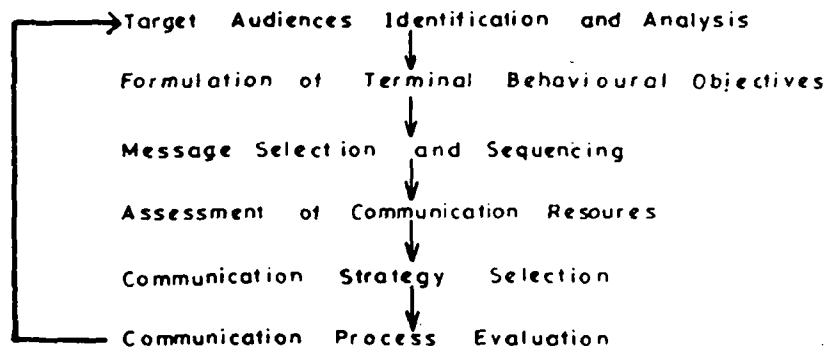 Target Audiences Identification and Analysis
Formulation of Terminal Behavioural Objectives
Message Selection and Sequencing
Assessment of Communication Resoures
Communication Strategy Selection
Communication Process Evaluation